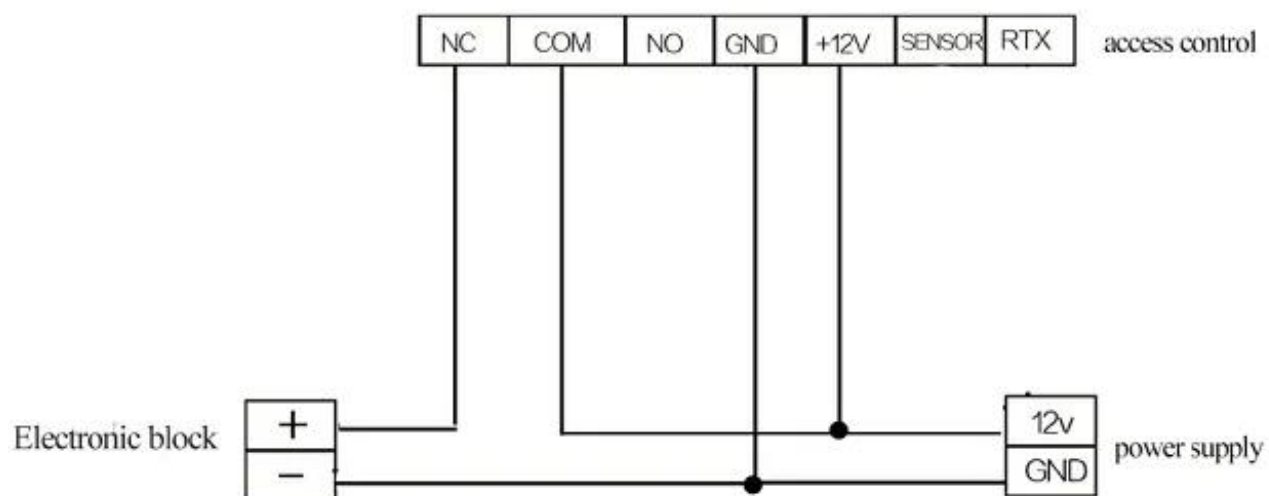 NC COM NO GND +12V SENSOR RTX access control
Electronic block + 12v power supply
− GND